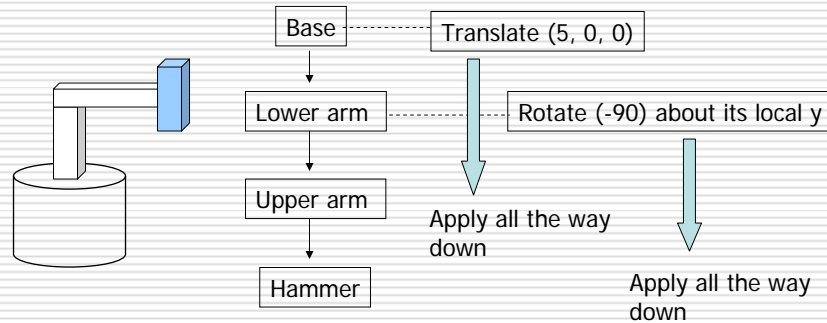 Base
Translate (5, 0, 0)
Lower arm
Rotate (-90) about its local y
Upper arm
Apply all the way
down
Hammer
Apply all the way
down